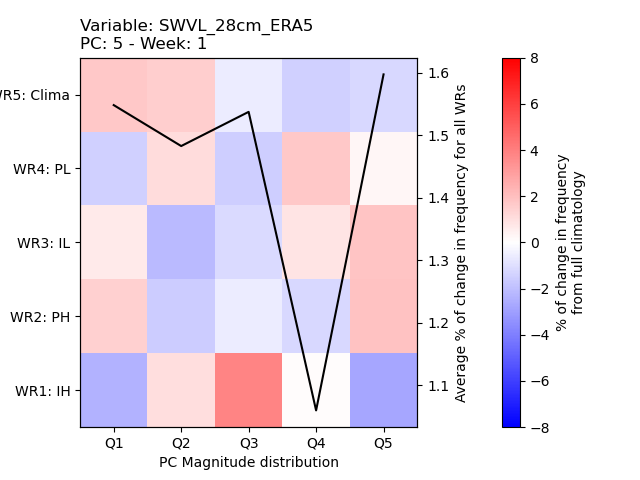 Variable: SWVL_28cm_ERA5
PC: 5 - Week: 1
WR5: Clima
WR4: PL
WR3: IL
WR2: PH
WR1: IH
Q1 Q2 Q3 Q4 Q5
PC Magnitude distribution
1.6
1.5
1.4
1.3
1.2
1.1
Average % of change in frequency for all WRs
8
6
4
2
0
−2
−4
−6
−8
% of change in frequency
from full climatology